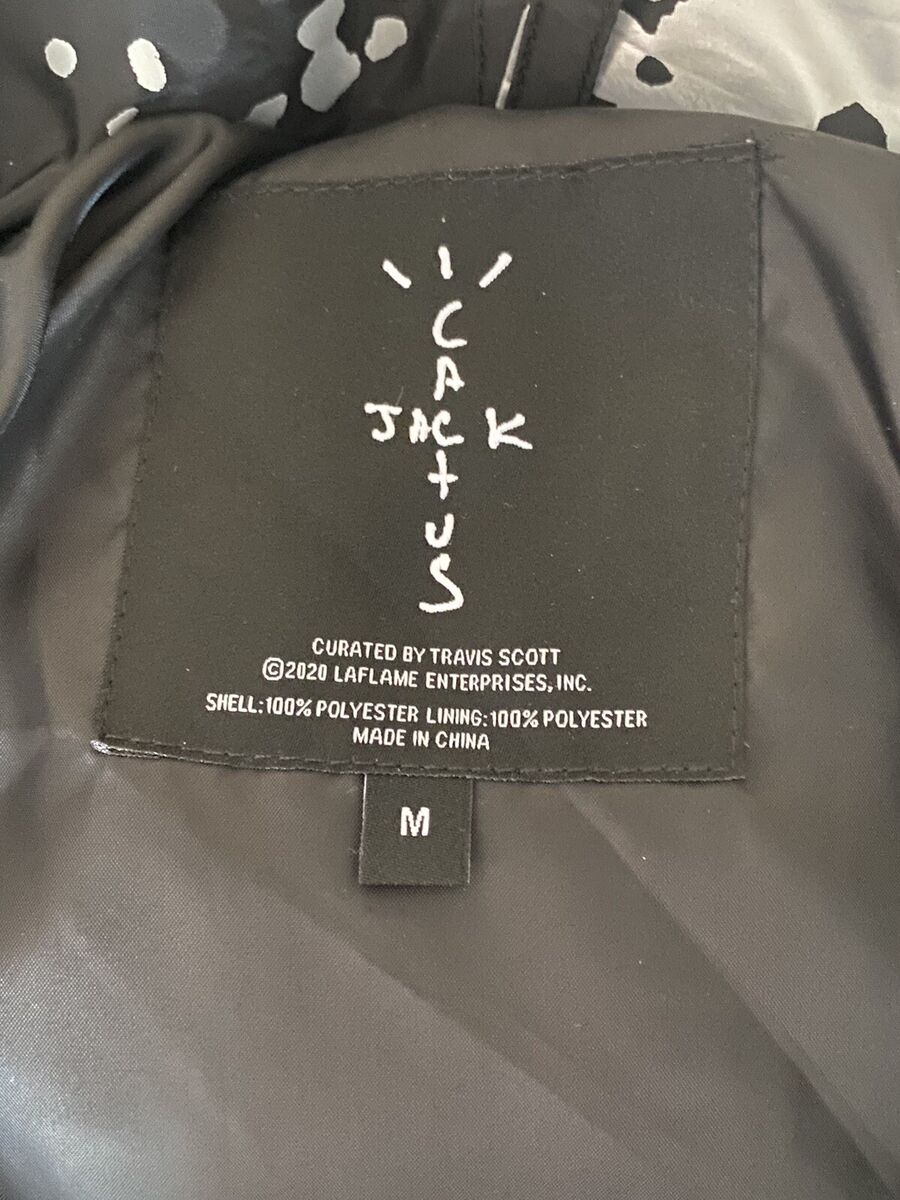 CACTUS
JACK
CURATED BY TRAVIS SCOTT
©2020 LAFLAME ENTERPRISES, INC.
SHELL:100% POLYESTER LINING:100% POLYESTER
MADE IN CHINA
M